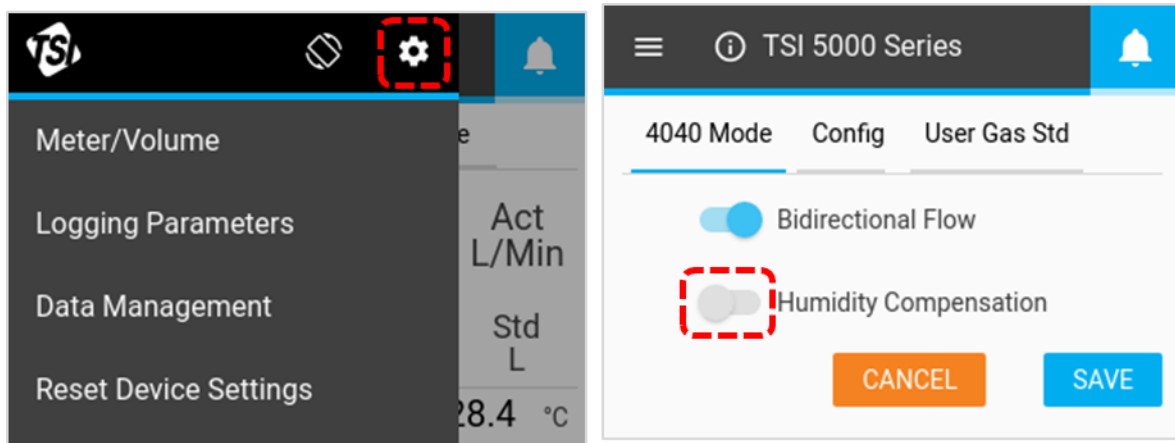 TSI
Meter/Volume
Logging Parameters
Data Management
Reset Device Settings
e
Act
L/Min
Std
L
28.4 °C
TSI 5000 Series
4040 Mode Config User Gas Std
Bidirectional Flow
Humidity Compensation
CANCEL SAVE